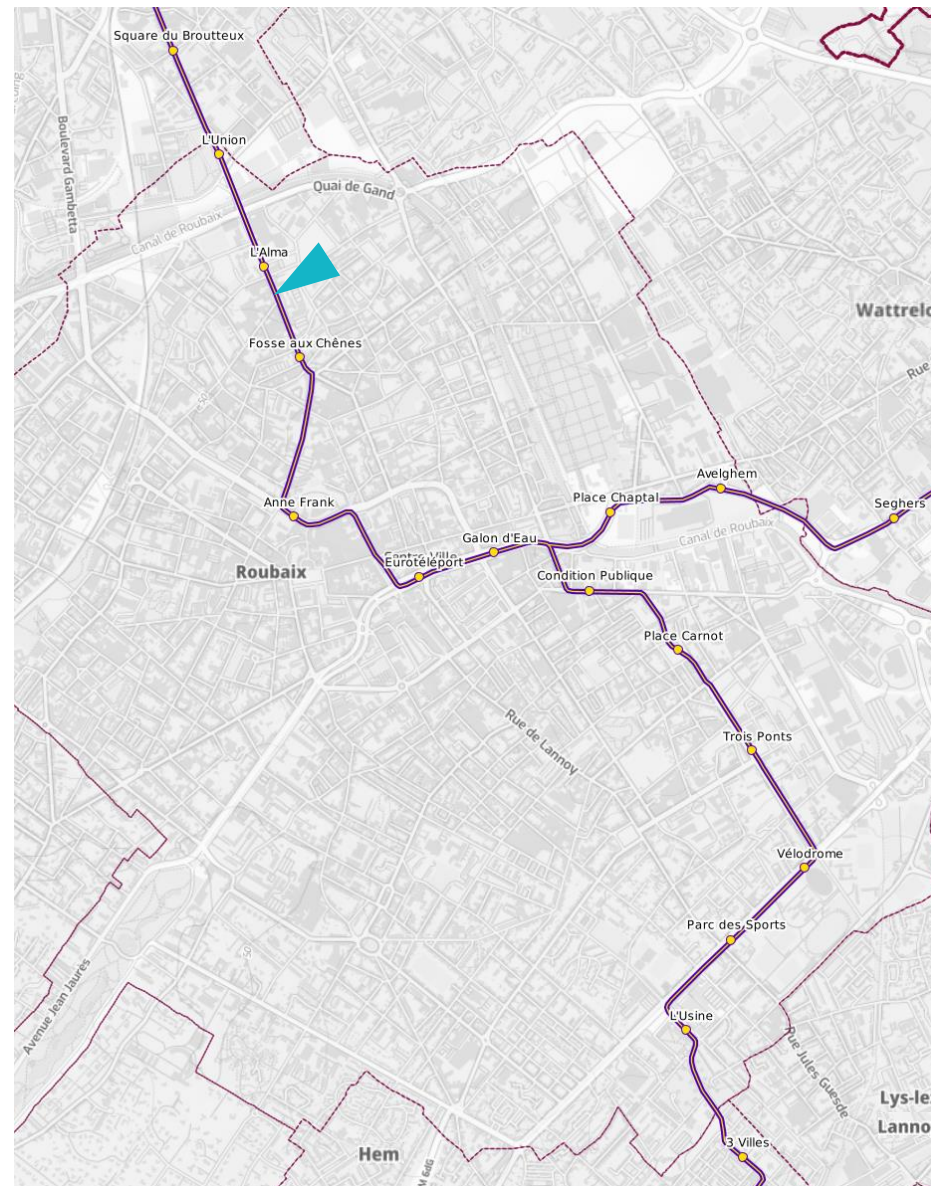 Square du Broutteux
Boulevard Gambetta
L'Union
Quai de Gand
Canal de Roubaix
L'Alma
Wattrelo
Fosse aux Chênes
Rue
Avelghem
Anne Frank
Place Chaptal
Seghers
Canal de Roubaix
Galon d'Eau
Centre Ville
Eurotéléport
Roubaix
Condition Publique
Place Carnot
Rue de Lannoy
Trois Ponts
Vélodrome
Parc des Sports
Avenue Jean Jaurès
L'Usine
Rue Jules Guesde
Lys-le
Lanno
3 Villes
Hem
M 6dG